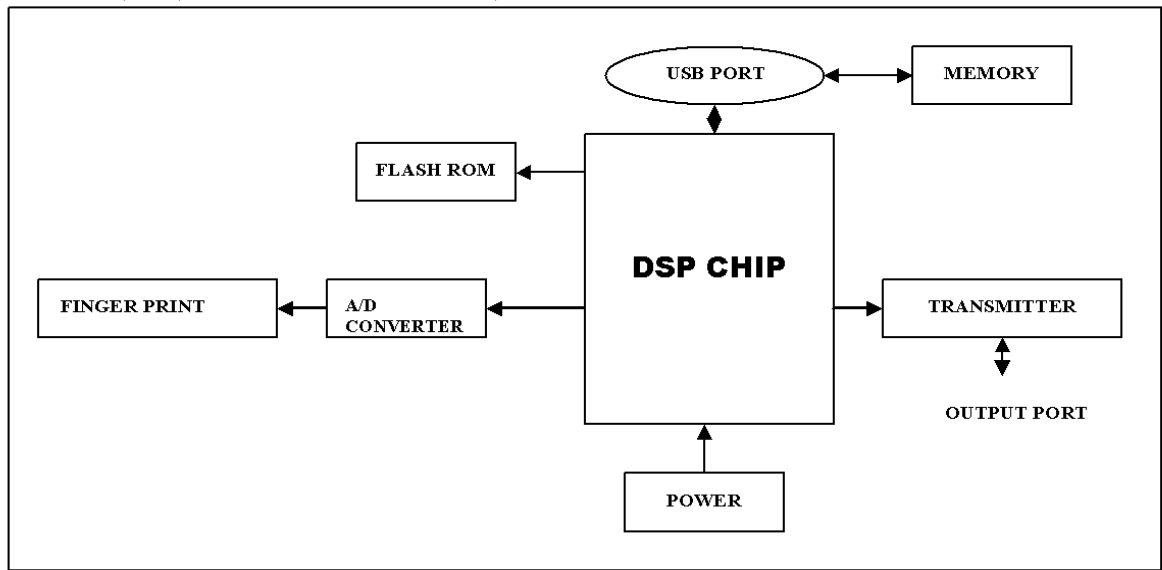 USB PORT
MEMORY
FLASH ROM
DSP CHIP
FINGER PRINT
A/D
CONVERTER
TRANSMITTER
OUTPUT PORT
POWER